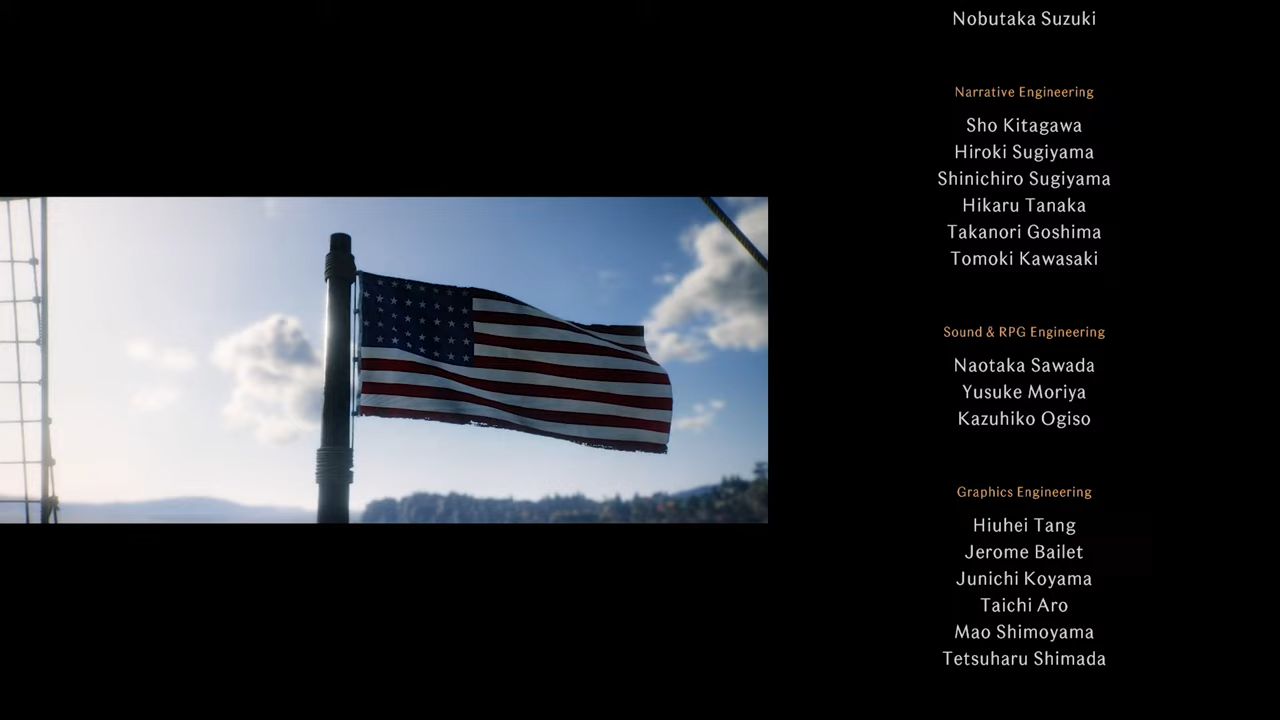 Nobutaka Suzuki
Narrative Engineering
Sho Kitagawa
Hiroki Sugiyama
Shinichiro Sugiyama
Hikaru Tanaka
Takanori Goshima
Tomoki Kawasaki
Sound & RPG Engineering
Naotaka Sawada
Yusuke Moriya
Kazuhiko Ogiso
Graphics Engineering
Hiuhei Tang
Jerome Bailet
Junichi Koyama
Taichi Aro
Mao Shimoyama
Tetsuharu Shimada